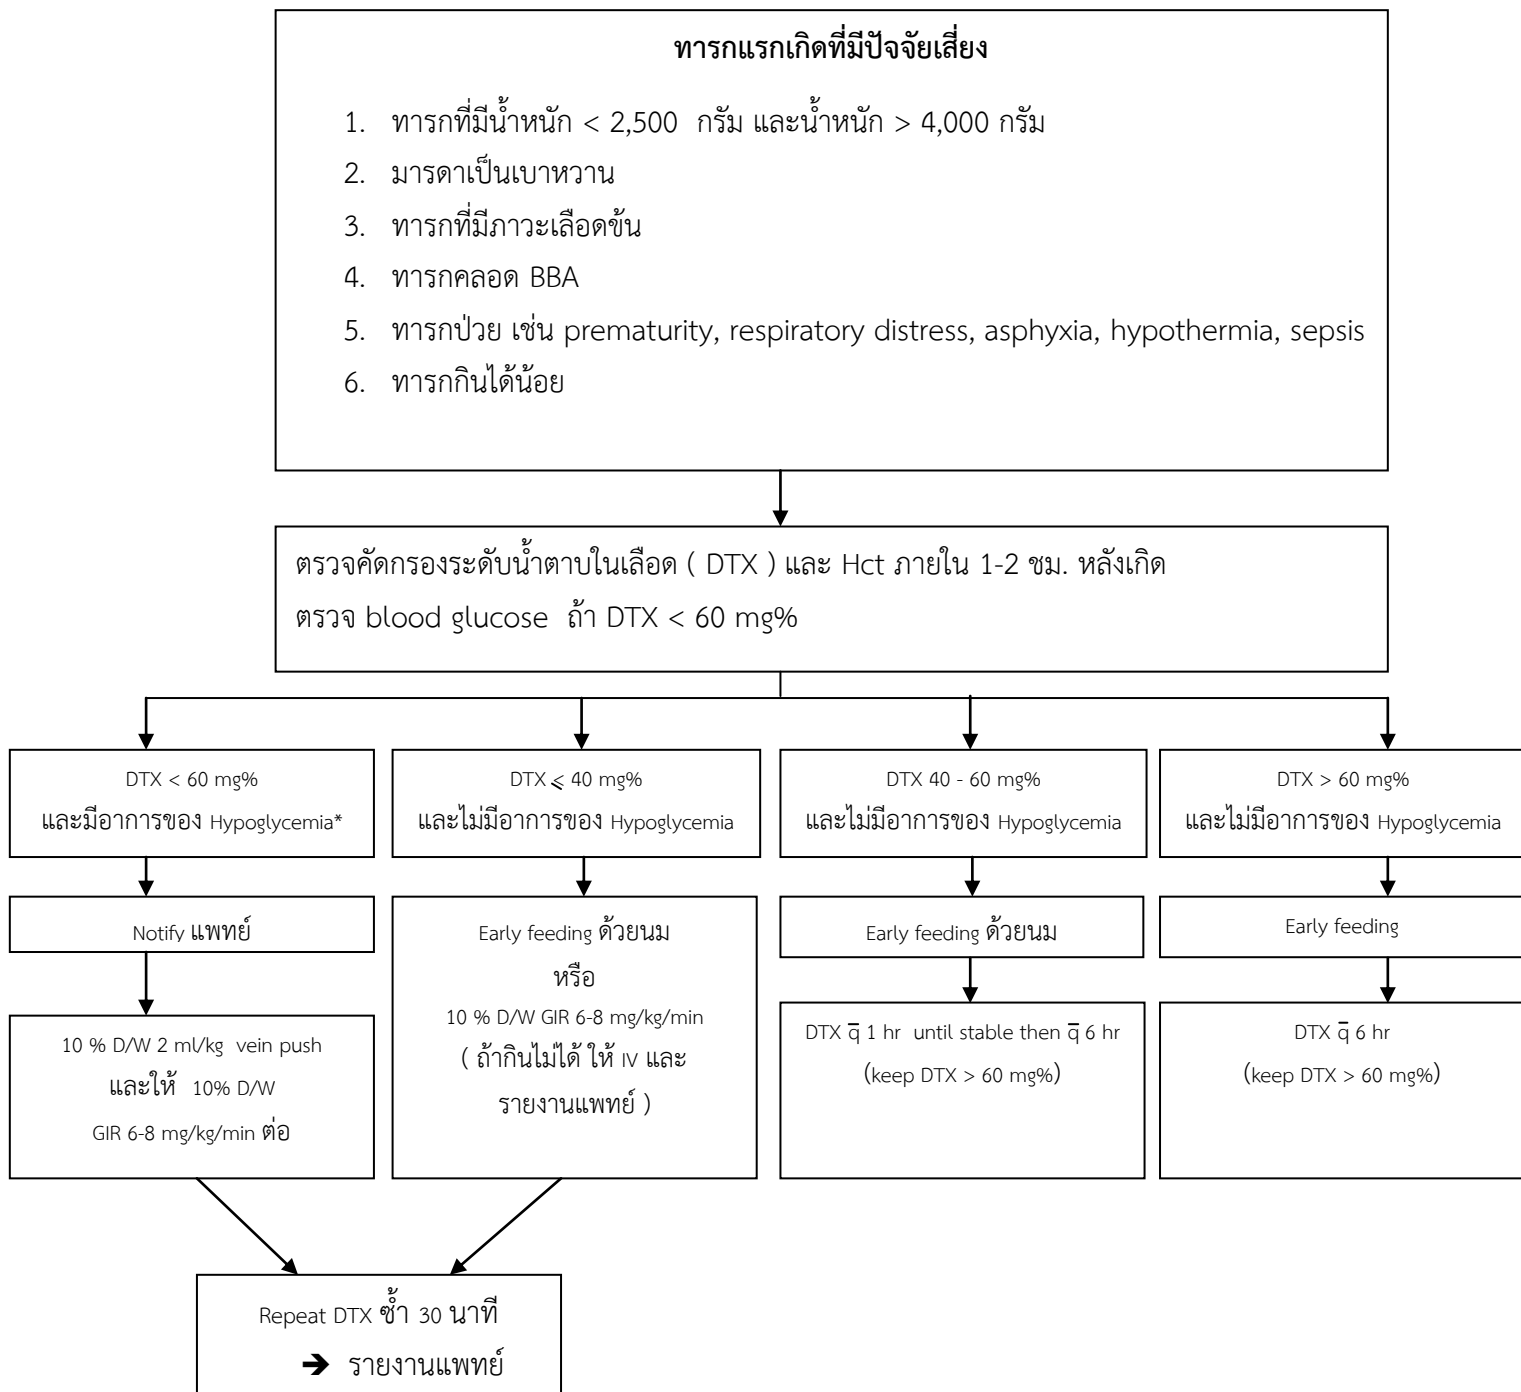 ทารกแรกเกิดที่มีปัจจัยเสี่ยง
1. ทารกที่มีน้ำหนัก < 2,500 กรัม และน้ำหนัก > 4,000 กรัม
2. มารดาเป็นเบาหวาน
3. ทารกที่มีภาวะเลือดข้น
4. ทารกคลอด BBA
5. ทารกป่วย เช่น prematurity, respiratory distress, asphyxia, hypothermia, sepsis
6. ทารกกินได้น้อย
ตรวจคัดกรองระดับน้ำตาบในเลือด ( DTX ) และ Hct ภายใน 1-2 ชม. หลังเกิด
ตรวจ blood glucose ถ้า DTX < 60 mg%
DTX < 60 mg%
และมีอาการของ Hypoglycemia*
DTX ⩽ 40 mg%
และไม่มีอาการของ Hypoglycemia
DTX 40 - 60 mg%
และไม่มีอาการของ Hypoglycemia
DTX > 60 mg%
และไม่มีอาการของ Hypoglycemia
Notify แพทย์
Early feeding ด้วยนม
หรือ
10 % D/W GIR 6-8 mg/kg/min
( ถ้ากินไม่ได้ ให้ IV และ
รายงานแพทย์ )
Early feeding ด้วยนม
Early feeding
10 % D/W 2 ml/kg vein push
และให้ 10% D/W
GIR 6-8 mg/kg/min ต่อ
DTX q̄ 1 hr until stable then q̄ 6 hr
(keep DTX > 60 mg%)
DTX q̄ 6 hr
(keep DTX > 60 mg%)
Repeat DTX ซ้ำ 30 นาที
➔ รายงานแพทย์